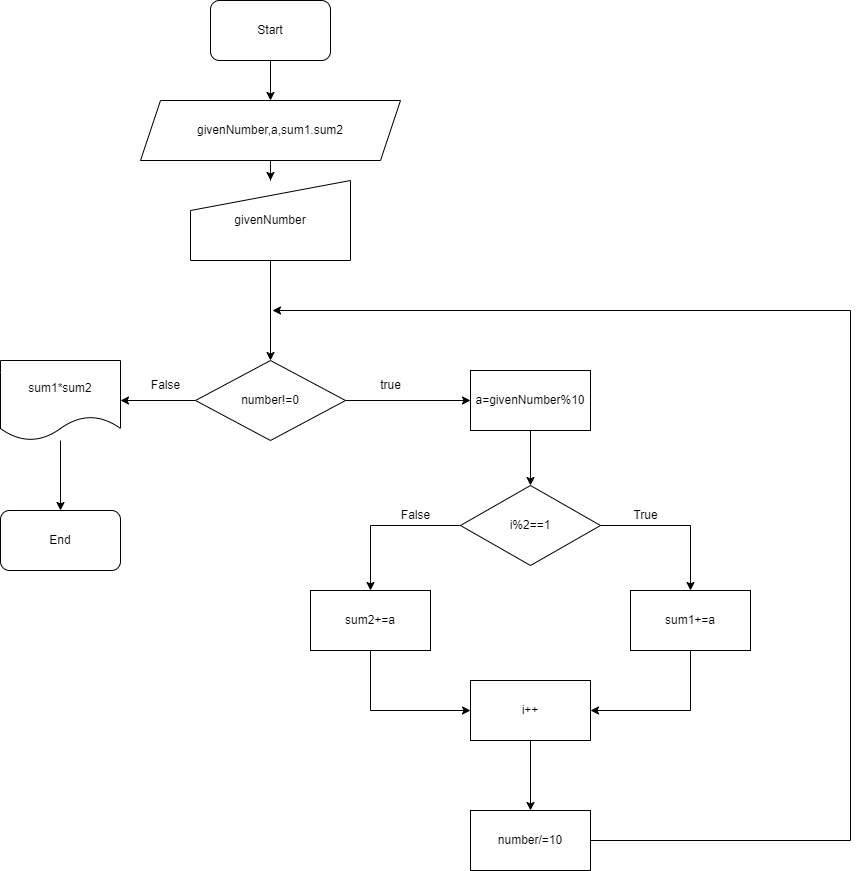 Start
givenNumber,a,sum1.sum2
givenNumber
sum1*sum2
False
number!=0
true
a=givenNumber%10
End
False
i%2==1
True
sum2+=a
sum1+=a
i++
number/=10